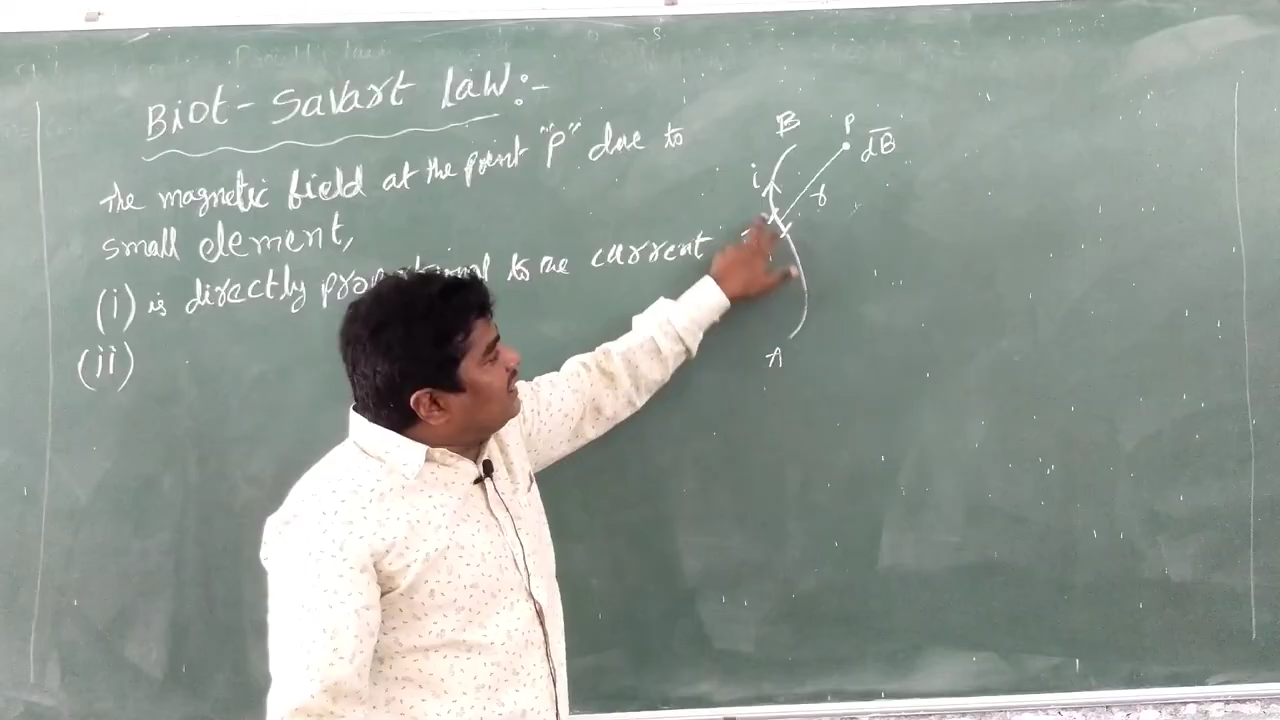 Biot-Savart Law:-
the magnetic field at the point "P" due to
small element,
(i) is directly to the current
(ii)
B
P
dB
i
r
A